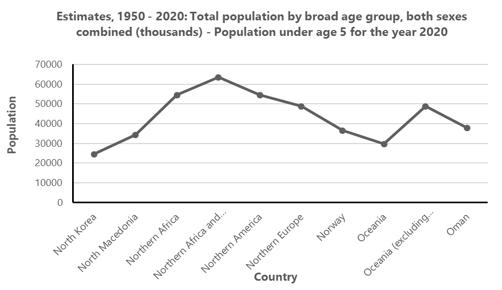 Estimates, 1950 - 2020: Total population by broad age group, both sexes
combined (thousands) - Population under age 5 for the year 2020
Population
70000
60000
50000
40000
30000
20000
10000
0
North Korea
North Macedonia
Northern Africa
Northern Africa and...
Northern America
Northern Europe
Norway
Oceania
Oceania (excluding...
Oman
Country